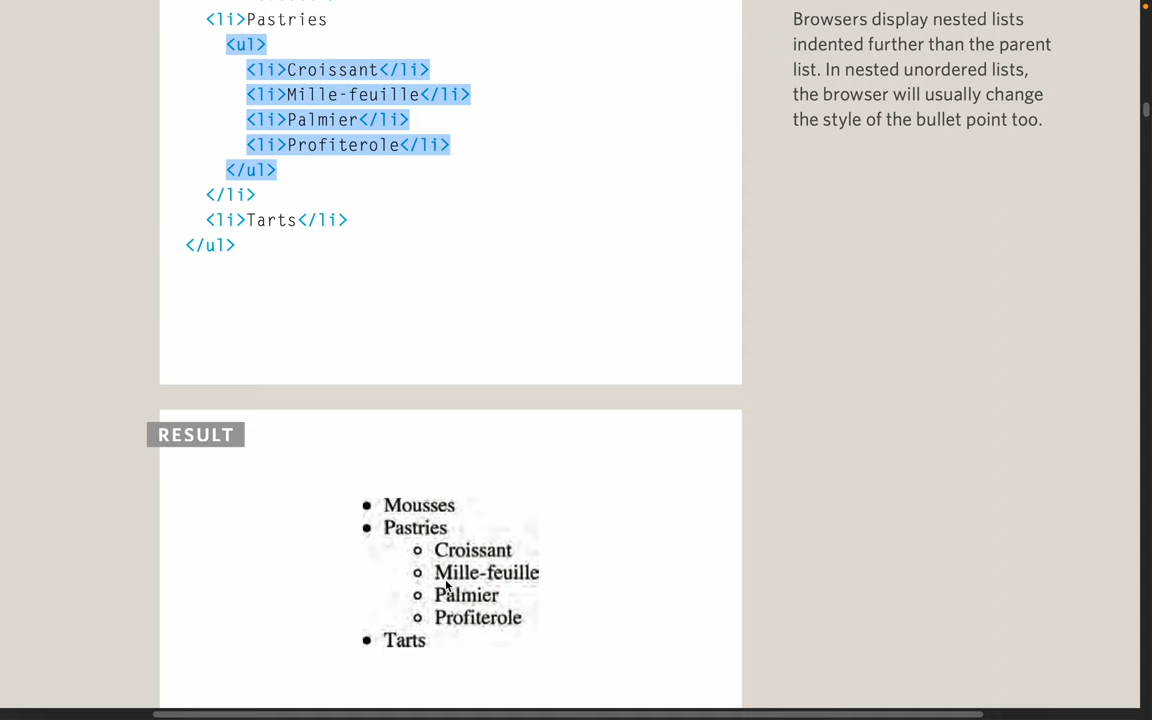 <li>Pastries
<ul>
<li>Croissant</li>
<li>Mille-feuille</li>
<li>Palmier</li>
<li>Profiterole</li>
</ul>
</li>
<li>Tarts</li>
</ul>
Browsers display nested lists
indented further than the parent
list. In nested unordered lists,
the browser will usually change
the style of the bullet point too.
RESULT
• Mousses
• Pastries
◦ Croissant
◦ Mille-feuille
◦ Palmier
◦ Profiterole
• Tarts